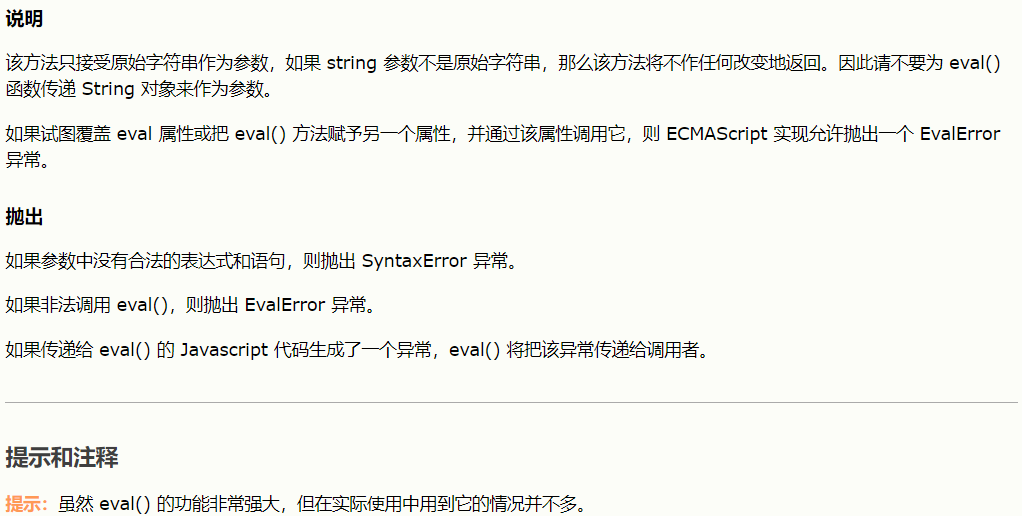 说明
该方法只接受原始字符串作为参数，如果 string 参数不是原始字符串，那么该方法将不作任何改变地返回。因此请不要为 eval()
函数传递 String 对象来作为参数。
如果试图覆盖 eval 属性或把 eval() 方法赋予另一个属性，并通过该属性调用它，则 ECMAScript 实现允许抛出一个 EvalError
异常。
抛出
如果参数中没有合法的表达式和语句，则抛出 SyntaxError 异常。
如果非法调用 eval()，则抛出 EvalError 异常。
如果传递给 eval() 的 Javascript 代码生成了一个异常，eval() 将把该异常传递给调用者。
提示和注释
提示：虽然 eval() 的功能非常强大，但在实际使用中用到它的情况并不多。